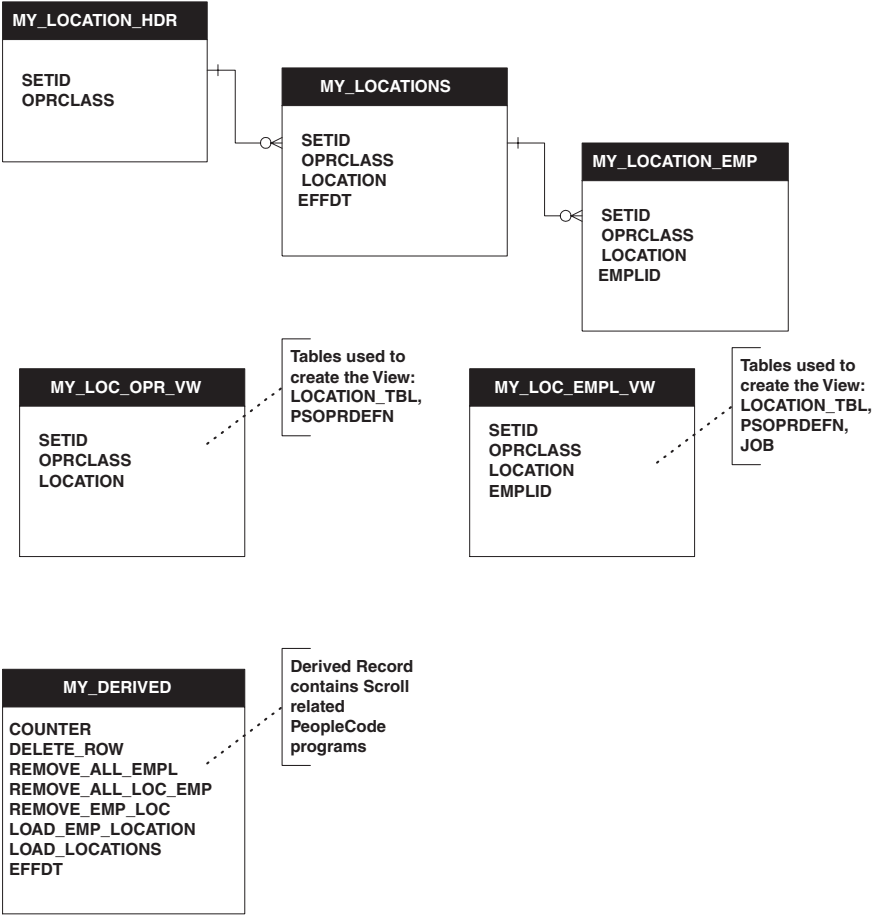 MY_LOCATION_HDR
SETID
OPRCLASS
MY_LOCATIONS
SETID
OPRCLASS
LOCATION
EFFDT
MY_LOCATION_EMP
SETID
OPRCLASS
LOCATION
EMPLID
MY_LOC_OPR_VW
SETID
OPRCLASS
LOCATION
Tables used to
create the View:
LOCATION_TBL,
PSOPRDEFN
MY_LOC_EMPL_VW
SETID
OPRCLASS
LOCATION
EMPLID
Tables used to
create the View:
LOCATION_TBL,
PSOPRDEFN,
JOB
MY_DERIVED
COUNTER
DELETE_ROW
REMOVE_ALL_EMPL
REMOVE_ALL_LOC_EMP
REMOVE_EMP_LOC
LOAD_EMP_LOCATION
LOAD_LOCATIONS
EFFDT
Derived Record
contains Scroll
related
PeopleCode
programs